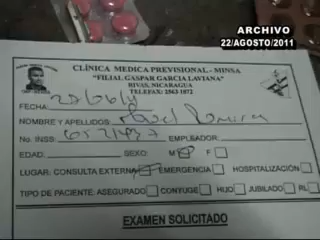 ARCHIVO
22/AGOSTO/2011
CLÍNICA MEDICA PREVISIONAL - MINSA
"FILIAL GASPAR GARCIA LAVIANA"
RIVAS, NICARAGUA
TELEFAX: 2563 1072
FECHA:
NOMBRE Y APELLIDOS:
No. INSS: EMPLEADOR:
EDAD: SEXO: M F
LUGAR: CONSULTA EXTERNA EMERGENCIA HOSPITALIZACIÓN
TIPO DE PACIENTE: ASEGURADO CONYUGE HIJO JUBILADO RL
EXAMEN SOLICITADO